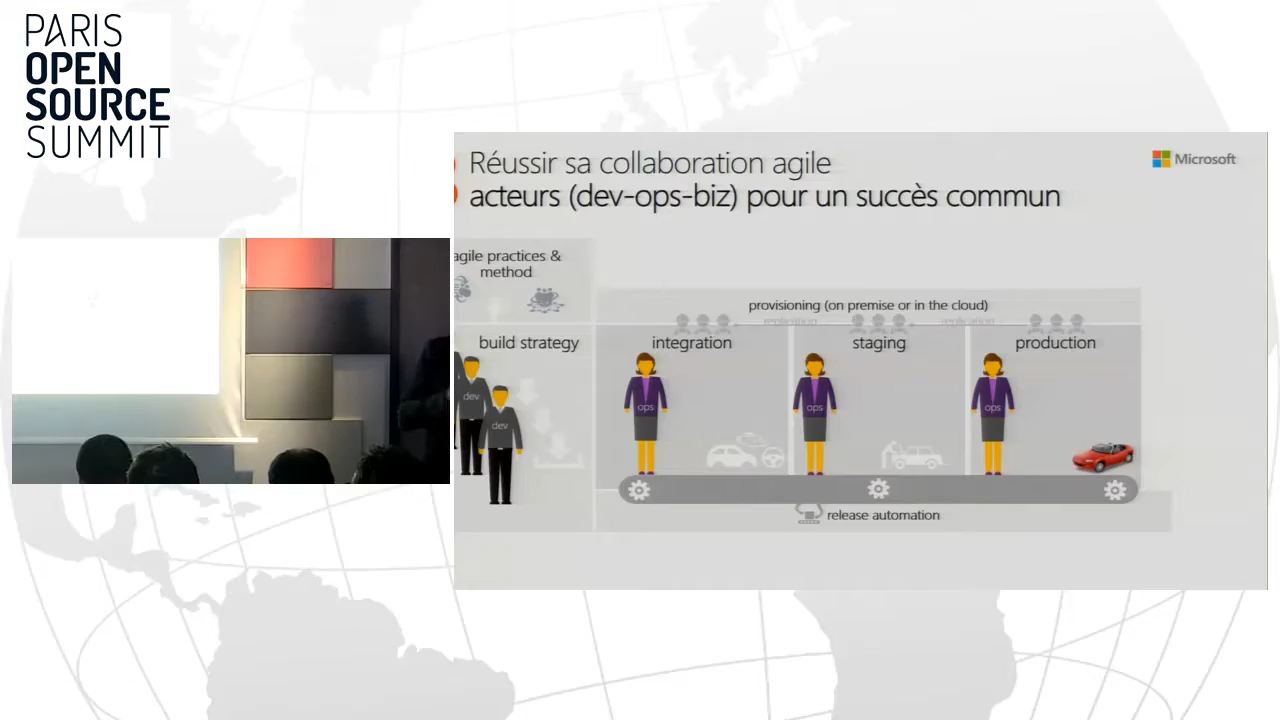 PARIS
OPEN
SOURCE
SUMMIT
Réussir sa collaboration agile
acteurs (dev-ops-biz) pour un succès commun
Microsoft
agile practices &
method
provisioning (on premise or in the cloud)
replication
replication
build strategy
integration
staging
production
dev
dev
ops
ops
ops
release automation